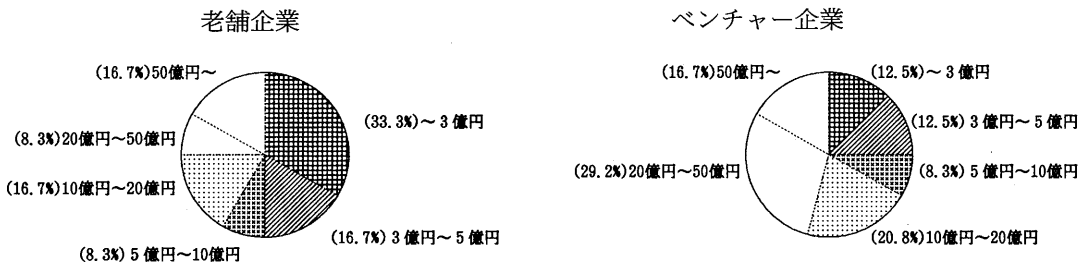 老舗企業
(16.7%)50億円～
(33.3%)～３億円
(8.3%)20億円～50億円
(16.7%)10億円～20億円
(16.7%)３億円～５億円
(8.3%)５億円～10億円
ベンチャー企業
(16.7%)50億円～
(12.5%)～３億円
(12.5%)３億円～５億円
(29.2%)20億円～50億円
(8.3%)５億円～10億円
(20.8%)10億円～20億円